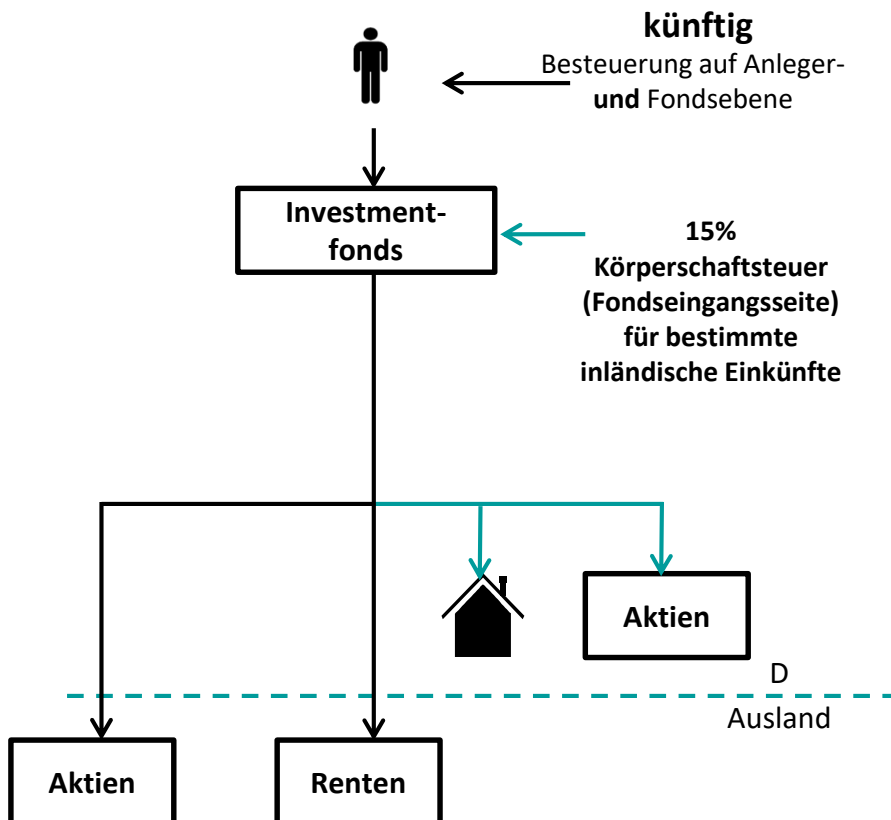 künftig
Besteuerung auf Anleger-
und Fondsebene
Investment-
fonds
15%
Körperschaftsteuer
(Fondseingangsseite)
für bestimmte
inländische Einkünfte
Aktien
D
Ausland
Aktien
Renten